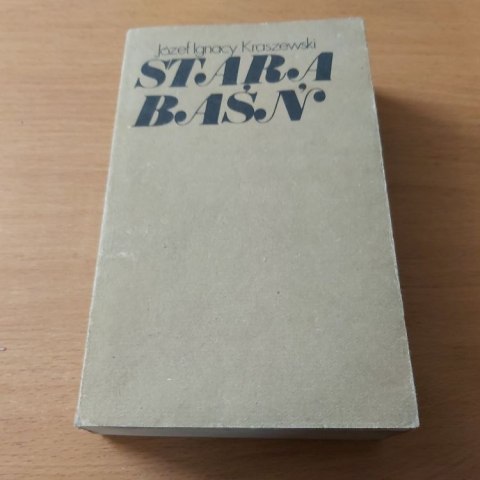 Józef Ignacy Kraszewski
STARA
BAŚŃ